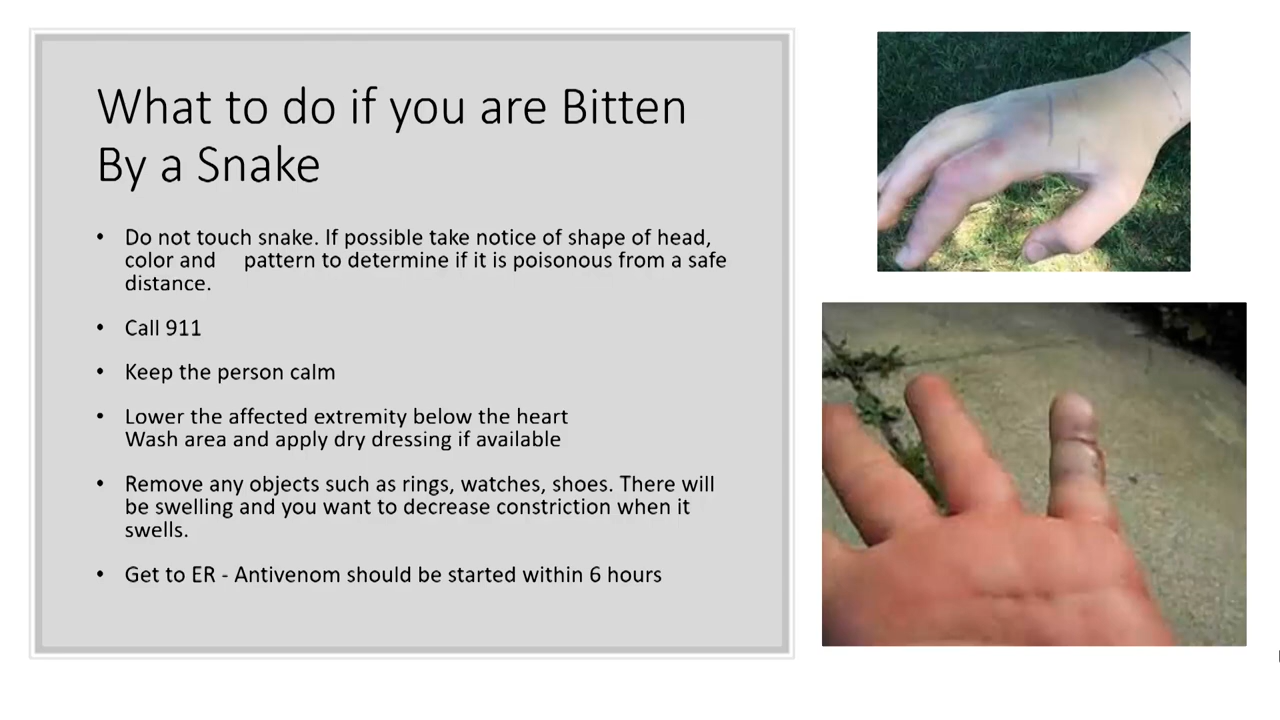 What to do if you are Bitten
By a Snake
• Do not touch snake. If possible take notice of shape of head,
color and pattern to determine if it is poisonous from a safe
distance.
• Call 911
• Keep the person calm
• Lower the affected extremity below the heart
Wash area and apply dry dressing if available
• Remove any objects such as rings, watches, shoes. There will
be swelling and you want to decrease constriction when it
swells.
• Get to ER - Antivenom should be started within 6 hours